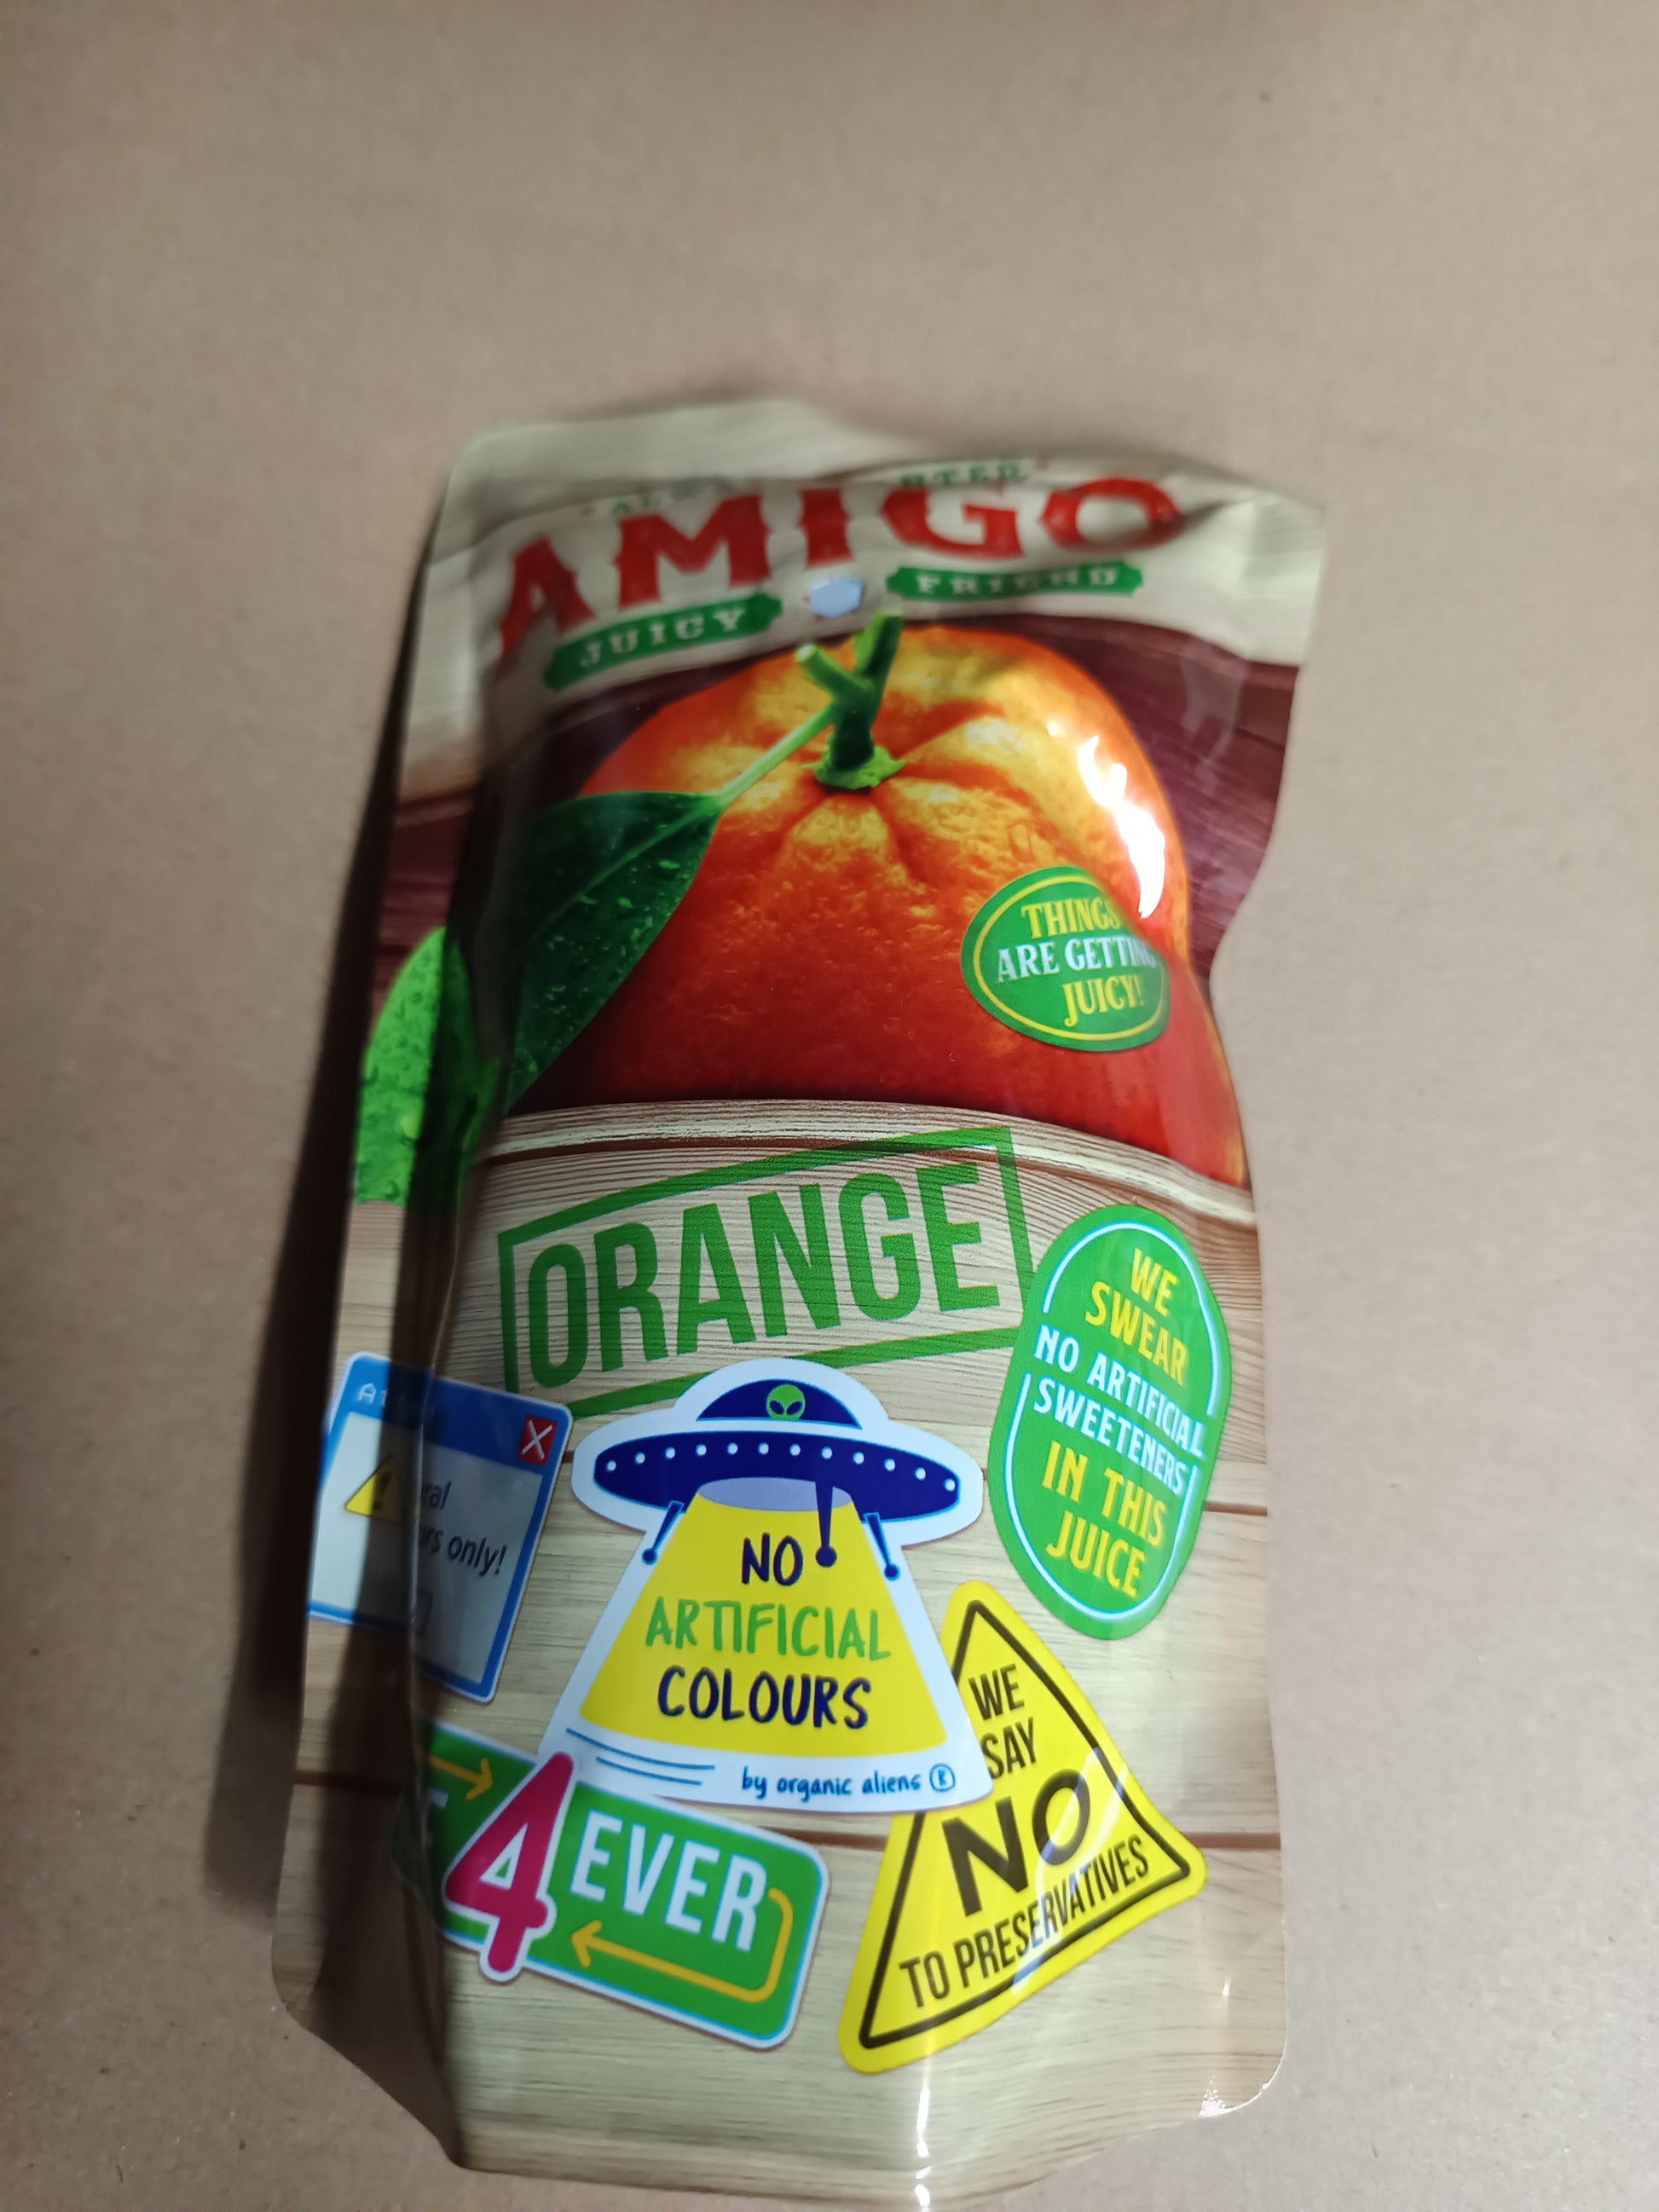 AMIGO
JUICY FRIEND
THINGS
ARE GETTING
JUICY!
ORANGE
WE
SWEAR
NO ARTIFICIAL
SWEETENERS
IN THIS
JUICE
only!
NO
ARTIFICIAL
COLOURS
by organic aliens ®
WE
SAY
NO
TO PRESERVATIVES
4EVER